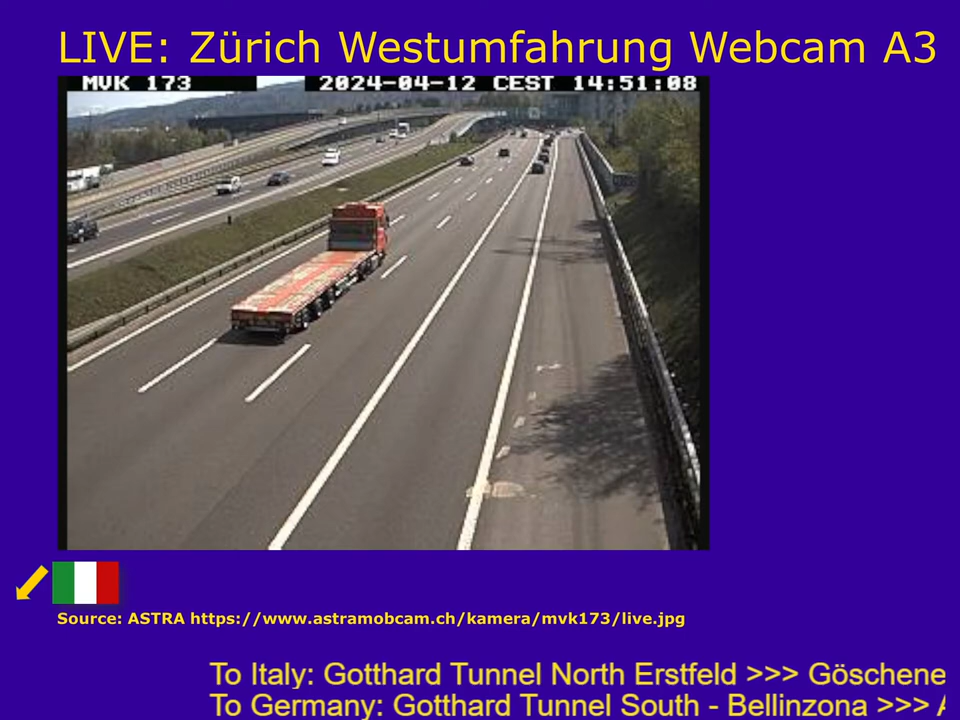 LIVE: Zürich Westumfahrung Webcam A3
MVK 173 2024-04-12 CEST 14:51:08
Source: ASTRA https://www.astramobcam.ch/kamera/mvk173/live.jpg
To Italy: Gotthard Tunnel North Erstfeld >>> Göschene
To Germany: Gotthard Tunnel South - Bellinzona >>>